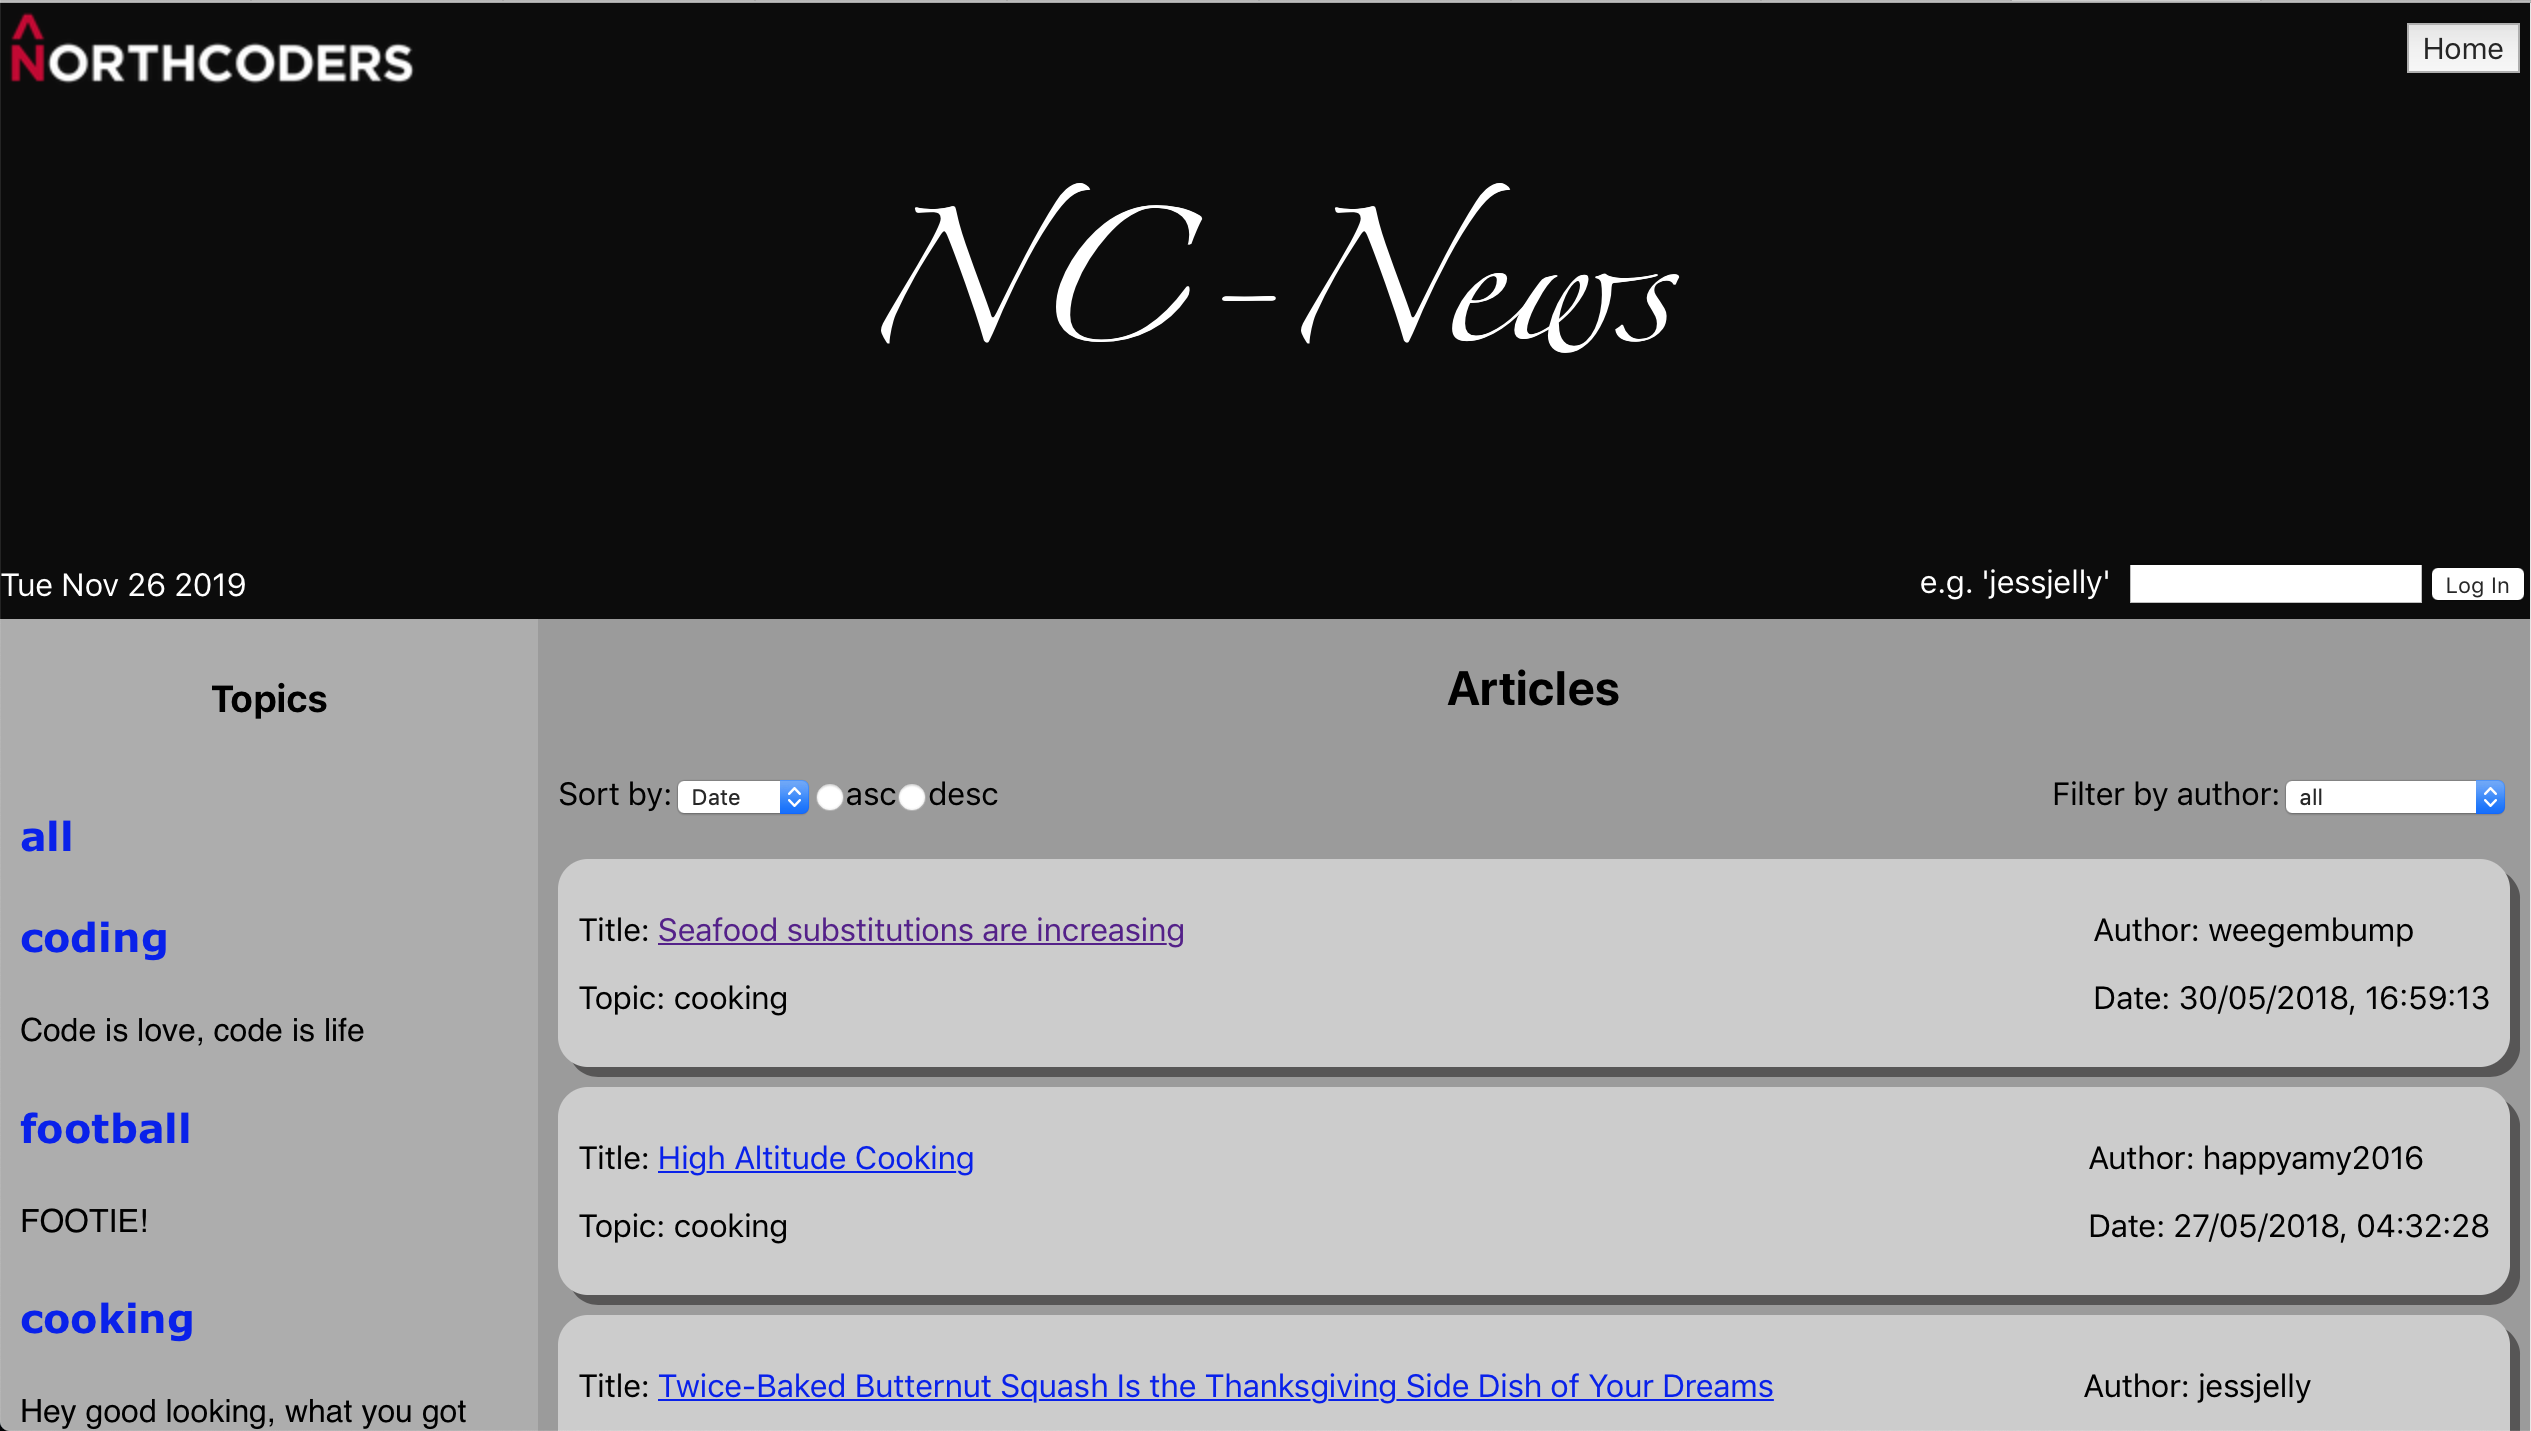 NORTHCODERS
Home
NC-News
Tue Nov 26 2019
e.g. 'jessjelly' Log In
Topics
all
coding
Code is love, code is life
football
FOOTIE!
cooking
Hey good looking, what you got
Articles
Sort by: Date asc desc
Filter by author: all
Title: Seafood substitutions are increasing
Author: weegembump
Topic: cooking
Date: 30/05/2018, 16:59:13
Title: High Altitude Cooking
Author: happyamy2016
Topic: cooking
Date: 27/05/2018, 04:32:28
Title: Twice-Baked Butternut Squash Is the Thanksgiving Side Dish of Your Dreams
Author: jessjelly